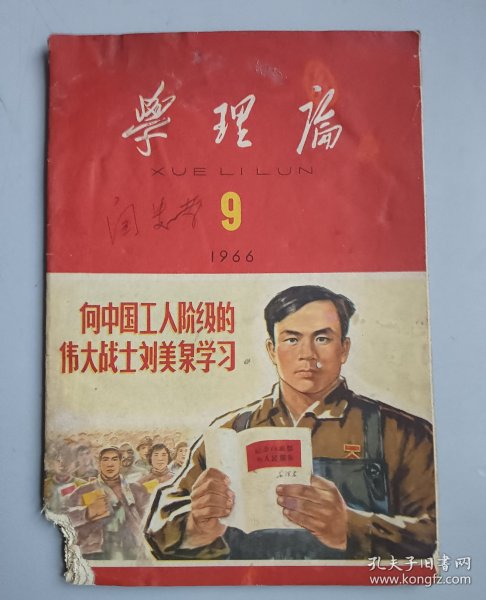 學理論
XUE LI LUN
9
1966
向中国工人阶级的
伟大战士刘美泉学习
孔夫子旧书网
www.kongfz.com